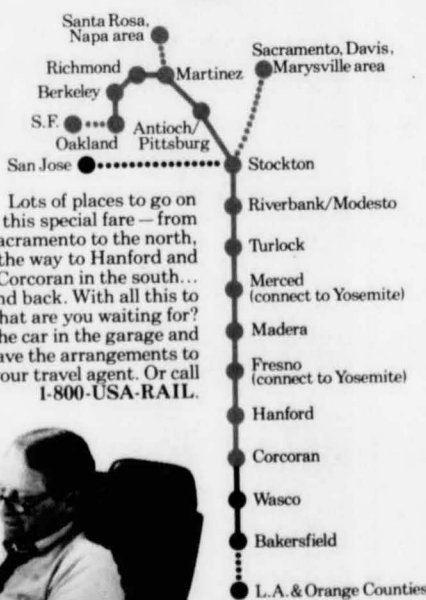 Santa Rosa,
Napa area
Sacramento, Davis,
Marysville area
Richmond
Martinez
Berkeley
S.F.
Oakland
Antioch/
Pittsburg
San Jose
Stockton
Riverbank/Modesto
Turlock
Merced
(connect to Yosemite)
Madera
Fresno
(connect to Yosemite)
Hanford
Corcoran
Wasco
Bakersfield
L.A. & Orange Counties
Lots of places to go on
this special fare — from
acramento to the north,
the way to Hanford and
Corcoran in the south...
nd back. With all this to
hat are you waiting for?
he car in the garage and
ave the arrangements to
our travel agent. Or call
1-800-USA-RAIL.